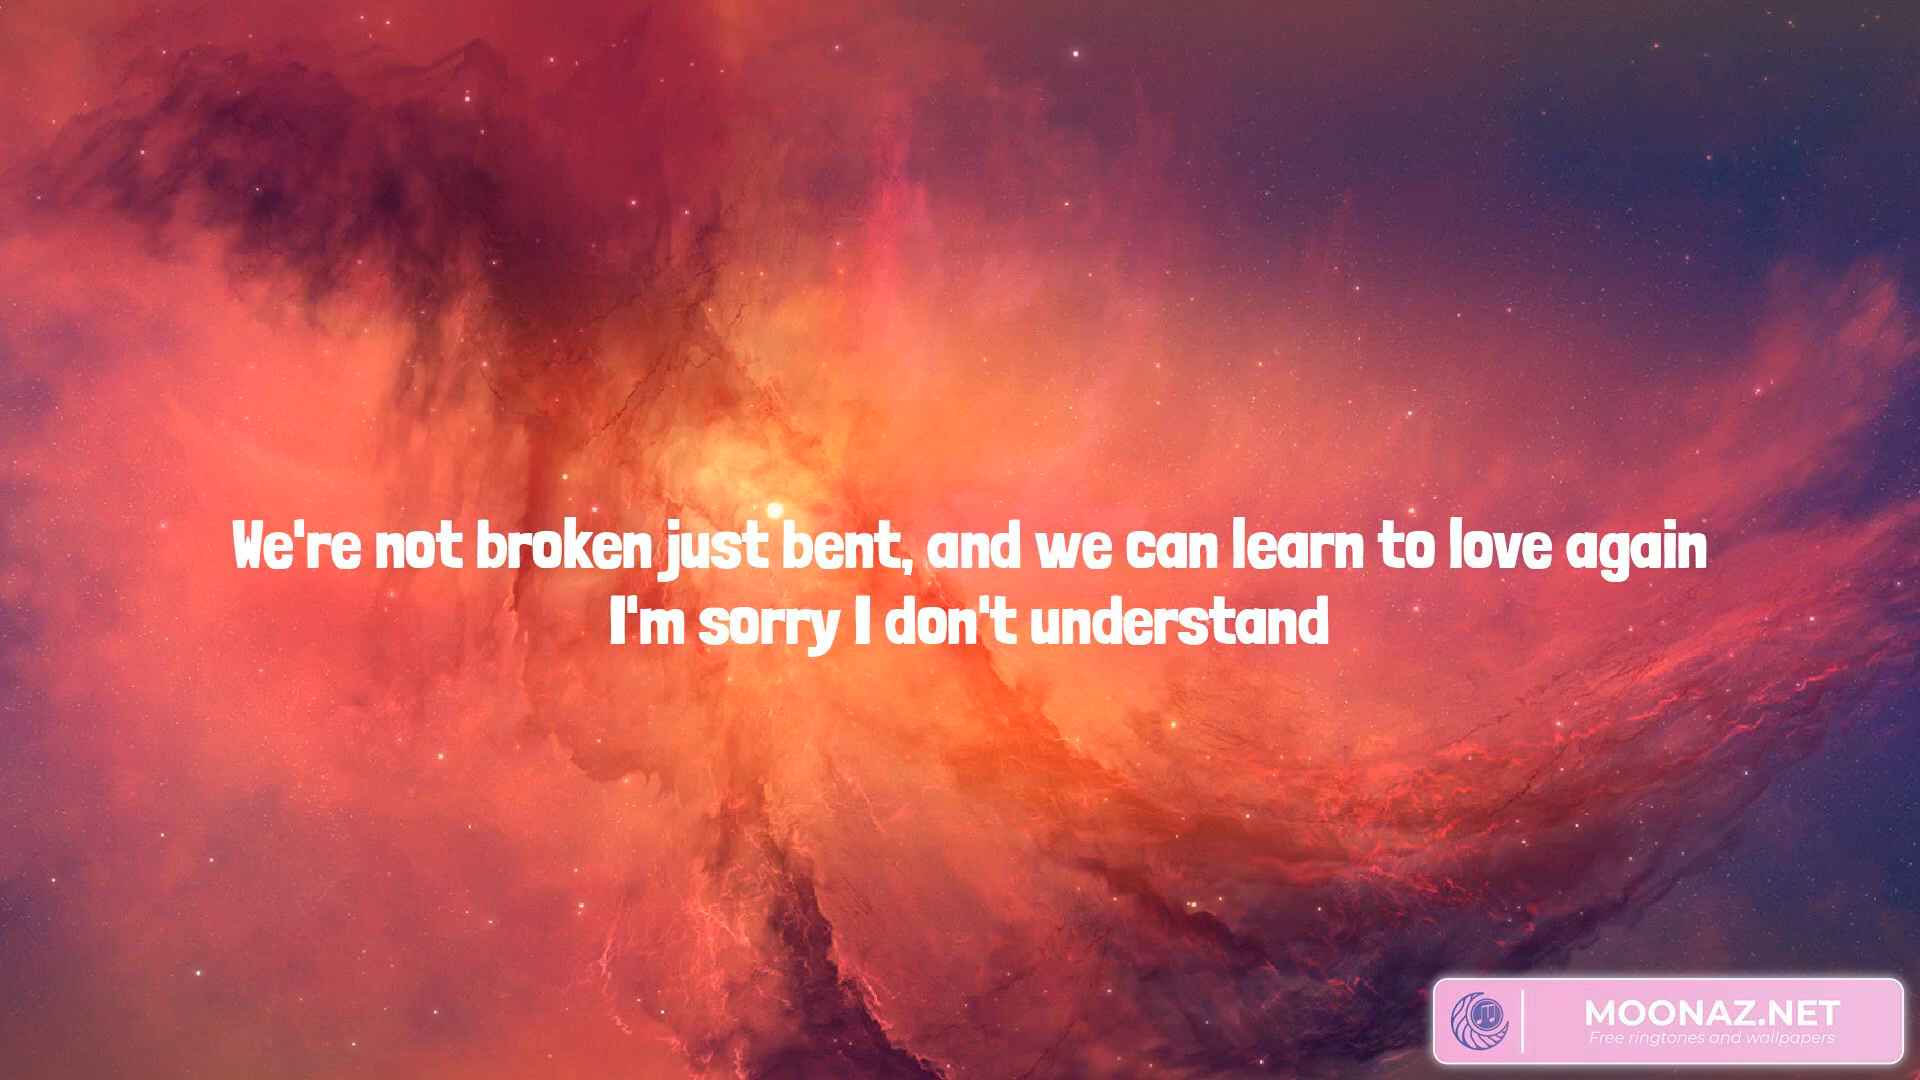 We're not broken just bent, and we can learn to love again
I'm sorry I don't understand
MOONAZ.NET
Free ringtones and wallpapers